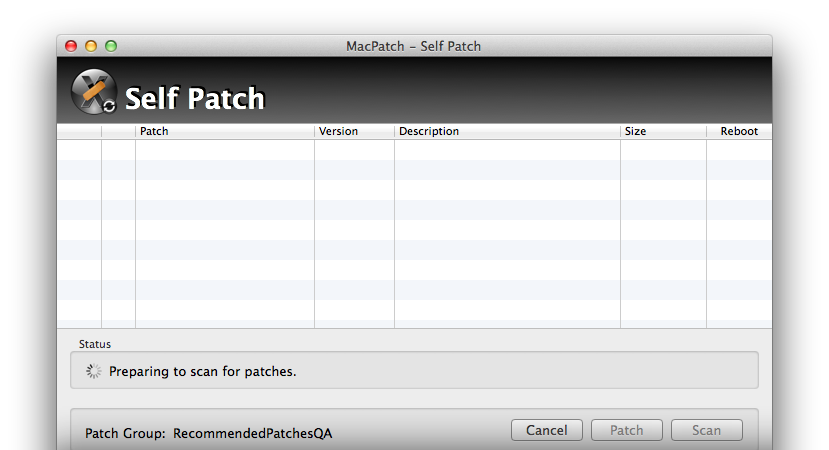 MacPatch – Self Patch
Self Patch
Patch Version Description Size Reboot
Status
Preparing to scan for patches.
Patch Group: RecommendedPatchesQA Cancel Patch Scan